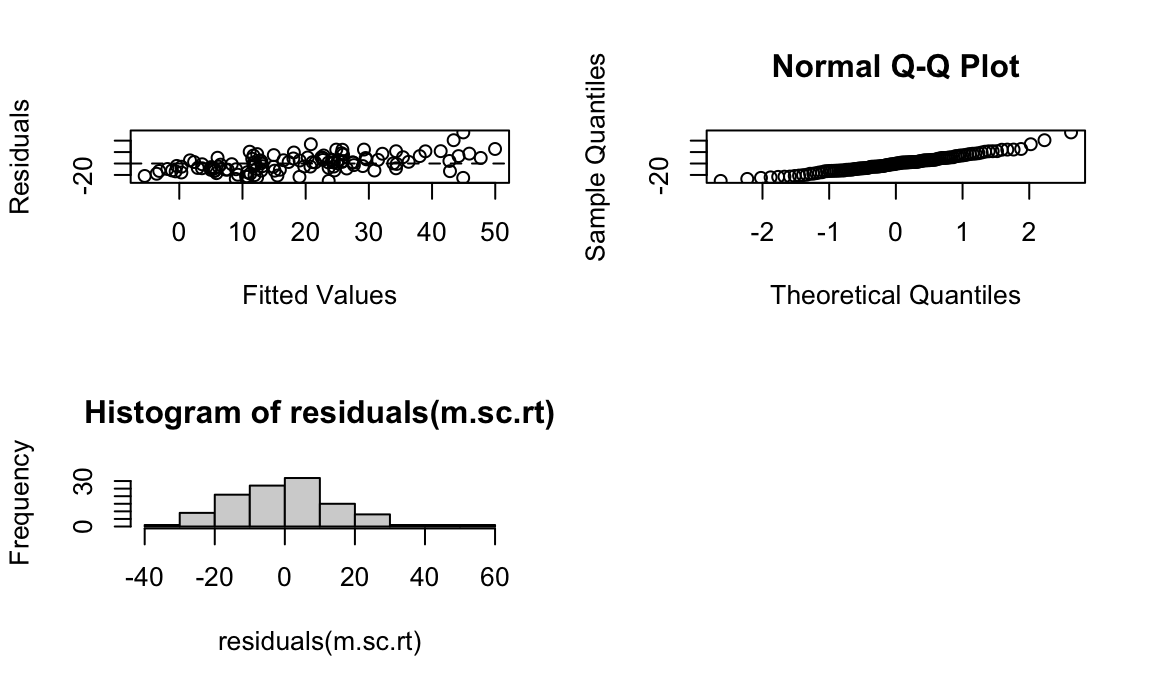 Residuals
-20
0 10 20 30 40 50
Fitted Values
Normal Q-Q Plot
Sample Quantiles
-20
-2 -1 0 1 2
Theoretical Quantiles
Histogram of residuals(m.sc.rt)
Frequency
0 30
-40 -20 0 20 40 60
residuals(m.sc.rt)